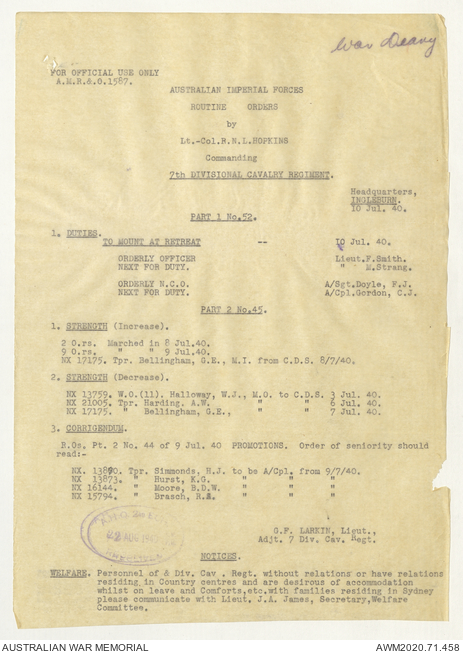 War Deary
FOR OFFICIAL USE ONLY
A.M.R.&.O.1587.
AUSTRALIAN IMPERIAL FORCES
ROUTINE ORDERS
by
Lt.-Col.R.N.L.HOPKINS
Commanding
7th DIVISIONAL CAVALRY REGIMENT.
Headquarters,
INGLEBURN.
10 Jul. 40.
PART 1 No.52.
1. DUTIES.
TO MOUNT AT RETREAT -- 10 Jul. 40.
ORDERLY OFFICER Lieut.F.Smith.
NEXT FOR DUTY. " M.Strang.
ORDERLY N.C.O. A/Sgt.Doyle, F.J.
NEXT FOR DUTY. A/Cpl.Gordon, C.J.
PART 2 No.45.
1. STRENGTH (Increase).
2 O.rs. Marched in 8 Jul.40.
9 O.rs. " " 9 Jul.40.
NX 17175. Tpr. Bellingham, G.E., M.I. from C.D.S. 8/7/40.
2. STRENGTH (Decrease).
NX 13759. W.O.(11). Halloway, W.J., M.O. to C.D.S. 3 Jul. 40.
NX 21005. Tpr. Harding. A.W. " " 6 Jul. 40.
NX 17175. " Bellingham, G.E., " " 7 Jul. 40.
3. CORRIGENDUM.
R.Os. Pt. 2 No. 44 of 9 Jul. 40 PROMOTIONS. Order of seniority should
read:-
NX. 13890. Tpr. Simmonds, H.J. to be A/Cpl. from 9/7/40.
NX 13873. " Hurst, K.G. " " "
NX 16144. " Moore, B.D.W. " " "
NX 15794. " Brasch, R. " " "
G.F. LARKIN, Lieut.,
Adjt. 7 Div. Cav. Regt.
NOTICES.
WELFARE. Personnel of & Div. Cav . Regt. without relations or have relations
residing in Country centres and are desirous of accommodation
whilst on leave and Comforts,etc.with families residing in Sydney
please communicate with Lieut. J.A. James, Secretary,Welfare
Committee.
AUSTRALIAN WAR MEMORIAL
AWM2020.71.458